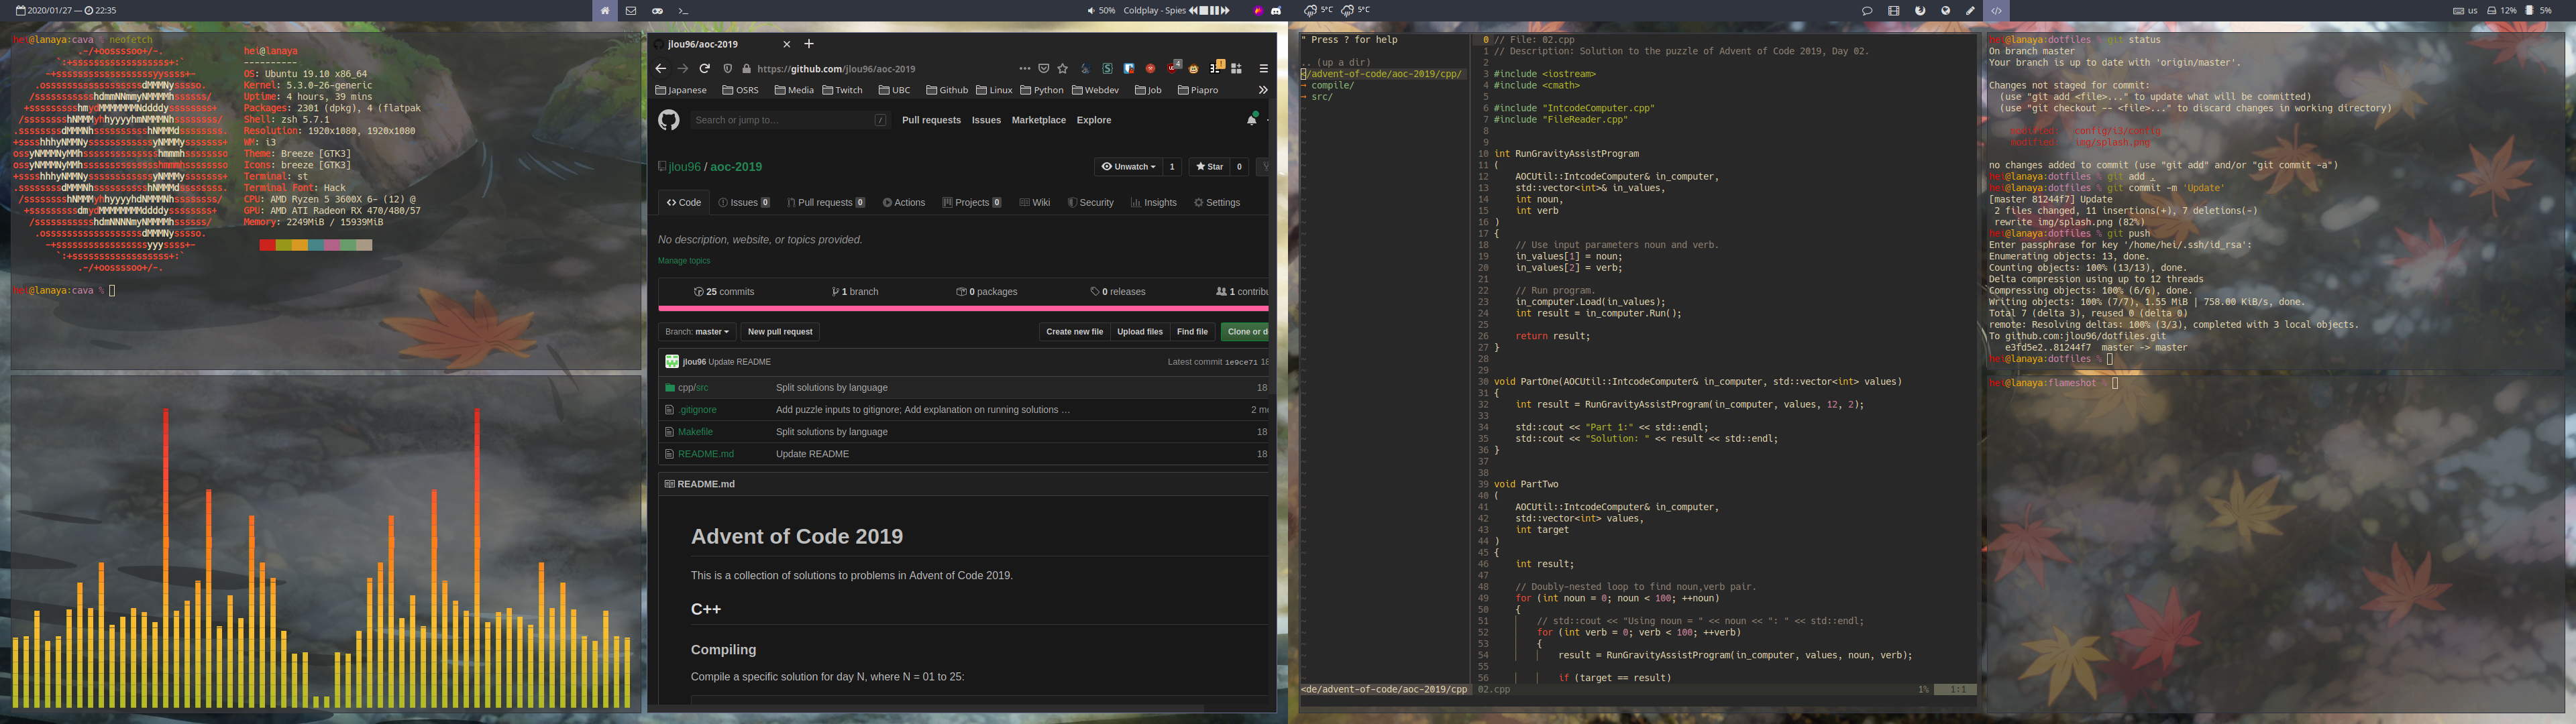 2020/01/27 — 22:35
50% Coldplay - Spies
5°C 5°C
us 12% 5%
hei@lanaya:cava % neofetch
hei@lanaya
----------
OS: Ubuntu 19.10 x86_64
Kernel: 5.3.0-26-generic
Uptime: 4 hours, 39 mins
Packages: 2301 (dpkg), 4 (flatpak
Shell: zsh 5.7.1
Resolution: 1920x1080, 1920x1080
WM: i3
Theme: Breeze [GTK3]
Icons: breeze [GTK3]
Terminal: st
Terminal Font: Hack
CPU: AMD Ryzen 5 3600X 6- (12) @
GPU: AMD ATI Radeon RX 470/480/57
Memory: 2249MiB / 15939MiB
hei@lanaya:cava %
jlou96/aoc-2019
https://github.com/jlou96/aoc-2019
Japanese OSRS Media Twitch UBC Github Linux Python Webdev Job Piapro
Search or jump to… / Pull requests Issues Marketplace Explore
jlou96 / aoc-2019 Unwatch 1 Star 0
Code Issues 0 Pull requests 0 Actions Projects 0 Wiki Security Insights Settings
No description, website, or topics provided.
Manage topics
25 commits 1 branch 0 packages 0 releases 1 contribu
Branch: master New pull request Create new file Upload files Find file Clone or do
jlou96 Update README Latest commit 1e9ce71 18
cpp/src Split solutions by language 18
.gitignore Add puzzle inputs to gitignore; Add explanation on running solutions … 2 mo
Makefile Split solutions by language 18
README.md Update README 18
README.md
Advent of Code 2019
This is a collection of solutions to problems in Advent of Code 2019.
C++
Compiling
Compile a specific solution for day N, where N = 01 to 25:
" Press ? for help
.. (up a dir)
/advent-of-code/aoc-2019/cpp/
→ compile/
→ src/
<de/advent-of-code/aoc-2019/cpp
0 // File: 02.cpp
1 // Description: Solution to the puzzle of Advent of Code 2019, Day 02.
2
3 #include <iostream>
4 #include <cmath>
5
6 #include "IntcodeComputer.cpp"
7 #include "FileReader.cpp"
8
9
10 int RunGravityAssistProgram
11 (
12 AOCUtil::IntcodeComputer& in_computer,
13 std::vector<int>& in_values,
14 int noun,
15 int verb
16 )
17 {
18 // Use input parameters noun and verb.
19 in_values[1] = noun;
20 in_values[2] = verb;
21
22 // Run program.
23 in_computer.Load(in_values);
24 int result = in_computer.Run();
25
26 return result;
27 }
28
29
30 void PartOne(AOCUtil::IntcodeComputer& in_computer, std::vector<int> values)
31 {
32 int result = RunGravityAssistProgram(in_computer, values, 12, 2);
33
34 std::cout << "Part 1:" << std::endl;
35 std::cout << "Solution: " << result << std::endl;
36 }
37
38
39 void PartTwo
40 (
41 AOCUtil::IntcodeComputer& in_computer,
42 std::vector<int> values,
43 int target
44 )
45 {
46 int result;
47
48 // Doubly-nested loop to find noun,verb pair.
49 for (int noun = 0; noun < 100; ++noun)
50 {
51 // std::cout << "Using noun = " << noun << ": " << std::endl;
52 for (int verb = 0; verb < 100; ++verb)
53 {
54 result = RunGravityAssistProgram(in_computer, values, noun, verb);
55
56 if (target == result)
02.cpp 1% 1:1
hei@lanaya:dotfiles % git status
On branch master
Your branch is up to date with 'origin/master'.
Changes not staged for commit:
(use "git add <file>..." to update what will be committed)
(use "git checkout -- <file>..." to discard changes in working directory)
modified: config/i3/config
modified: img/splash.png
no changes added to commit (use "git add" and/or "git commit -a")
hei@lanaya:dotfiles % git add .
hei@lanaya:dotfiles % git commit -m 'Update'
[master 81244f7] Update
2 files changed, 11 insertions(+), 7 deletions(-)
rewrite img/splash.png (82%)
hei@lanaya:dotfiles % git push
Enter passphrase for key '/home/hei/.ssh/id_rsa':
Enumerating objects: 13, done.
Counting objects: 100% (13/13), done.
Delta compression using up to 12 threads
Compressing objects: 100% (6/6), done.
Writing objects: 100% (7/7), 1.55 MiB | 758.00 KiB/s, done.
Total 7 (delta 3), reused 0 (delta 0)
remote: Resolving deltas: 100% (3/3), completed with 3 local objects.
To github.com:jlou96/dotfiles.git
e3fd5e2..81244f7 master -> master
hei@lanaya:dotfiles %
hei@lanaya:flameshot %